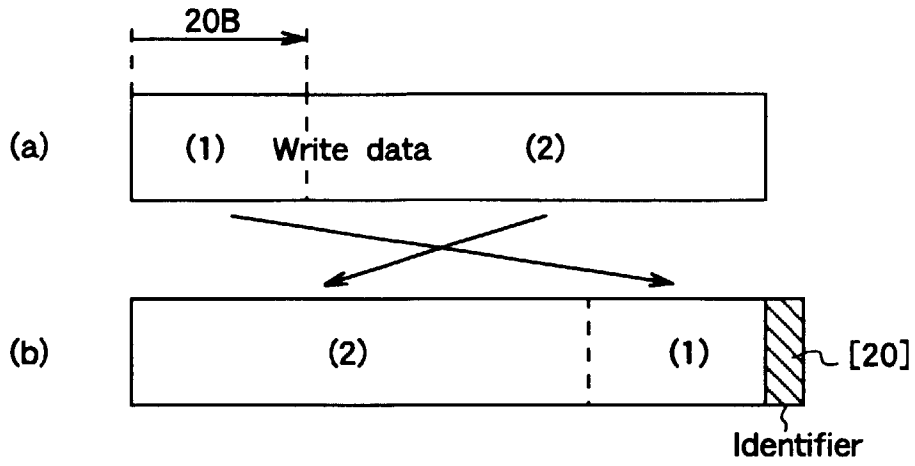 20B
(a) (1) Write data (2)
(b) (2) (1) [20]
Identifier